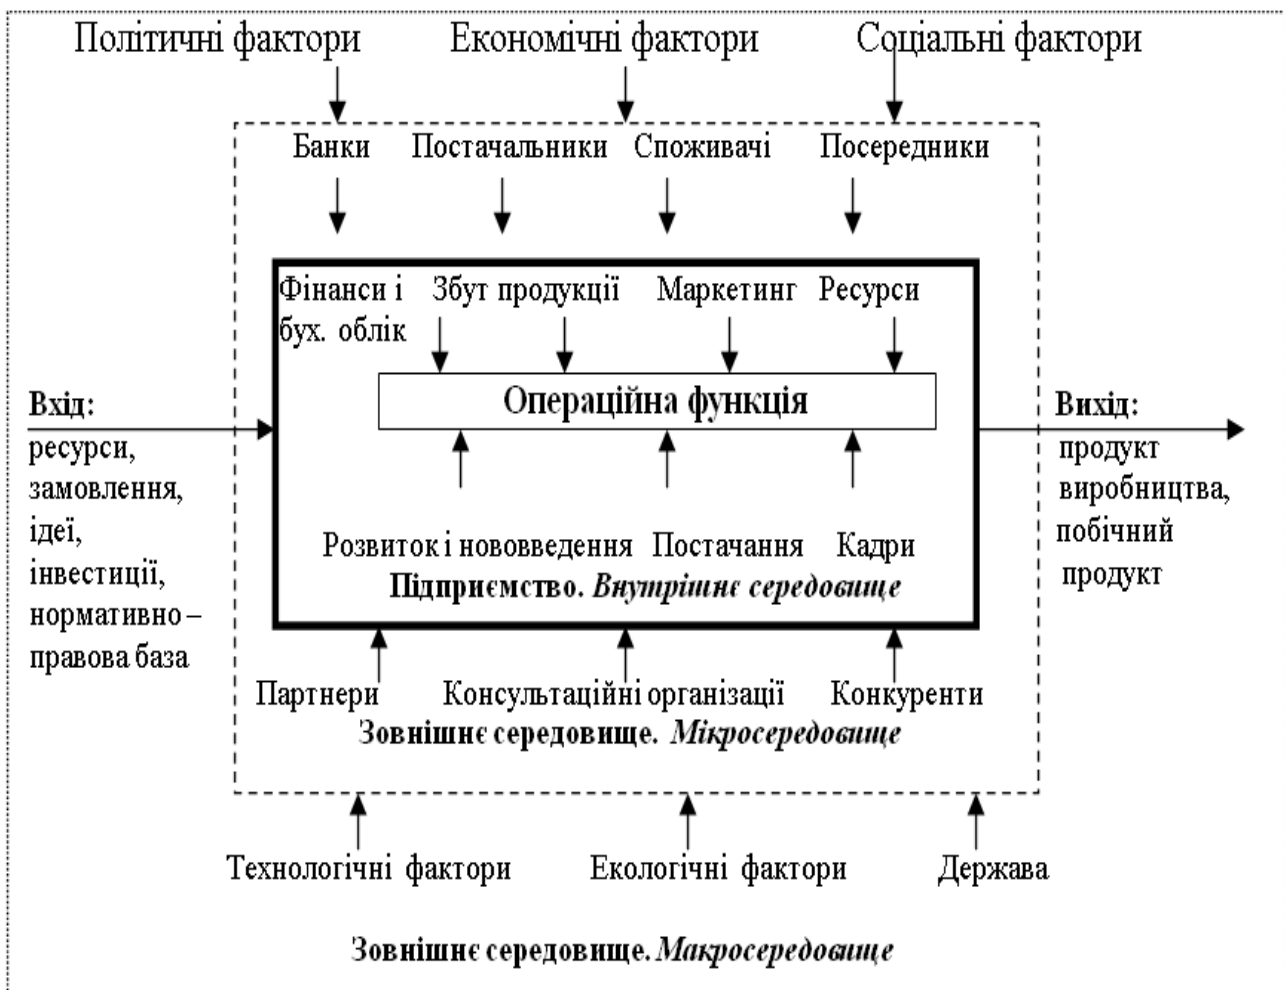 Політичні фактори Економічні фактори Соціальні фактори
Банки Постачальники Споживачі Посередники
Фінанси і Збут продукції Маркетинг Ресурси
бух. облік
Операційна функція
Вхід:
ресурси,
замовлення,
ідеї,
інвестиції,
нормативно –
правова база
Вихід:
продукт
виробництва,
побічний
продукт
Розвиток і нововведення Постачання Кадри
Підприємство. Внутрішнє середовище
Партнери Консультаційні організації Конкуренти
Зовнішнє середовище. Мікросередовище
Технологічні фактори Екологічні фактори Держава
Зовнішнє середовище. Макросередовище